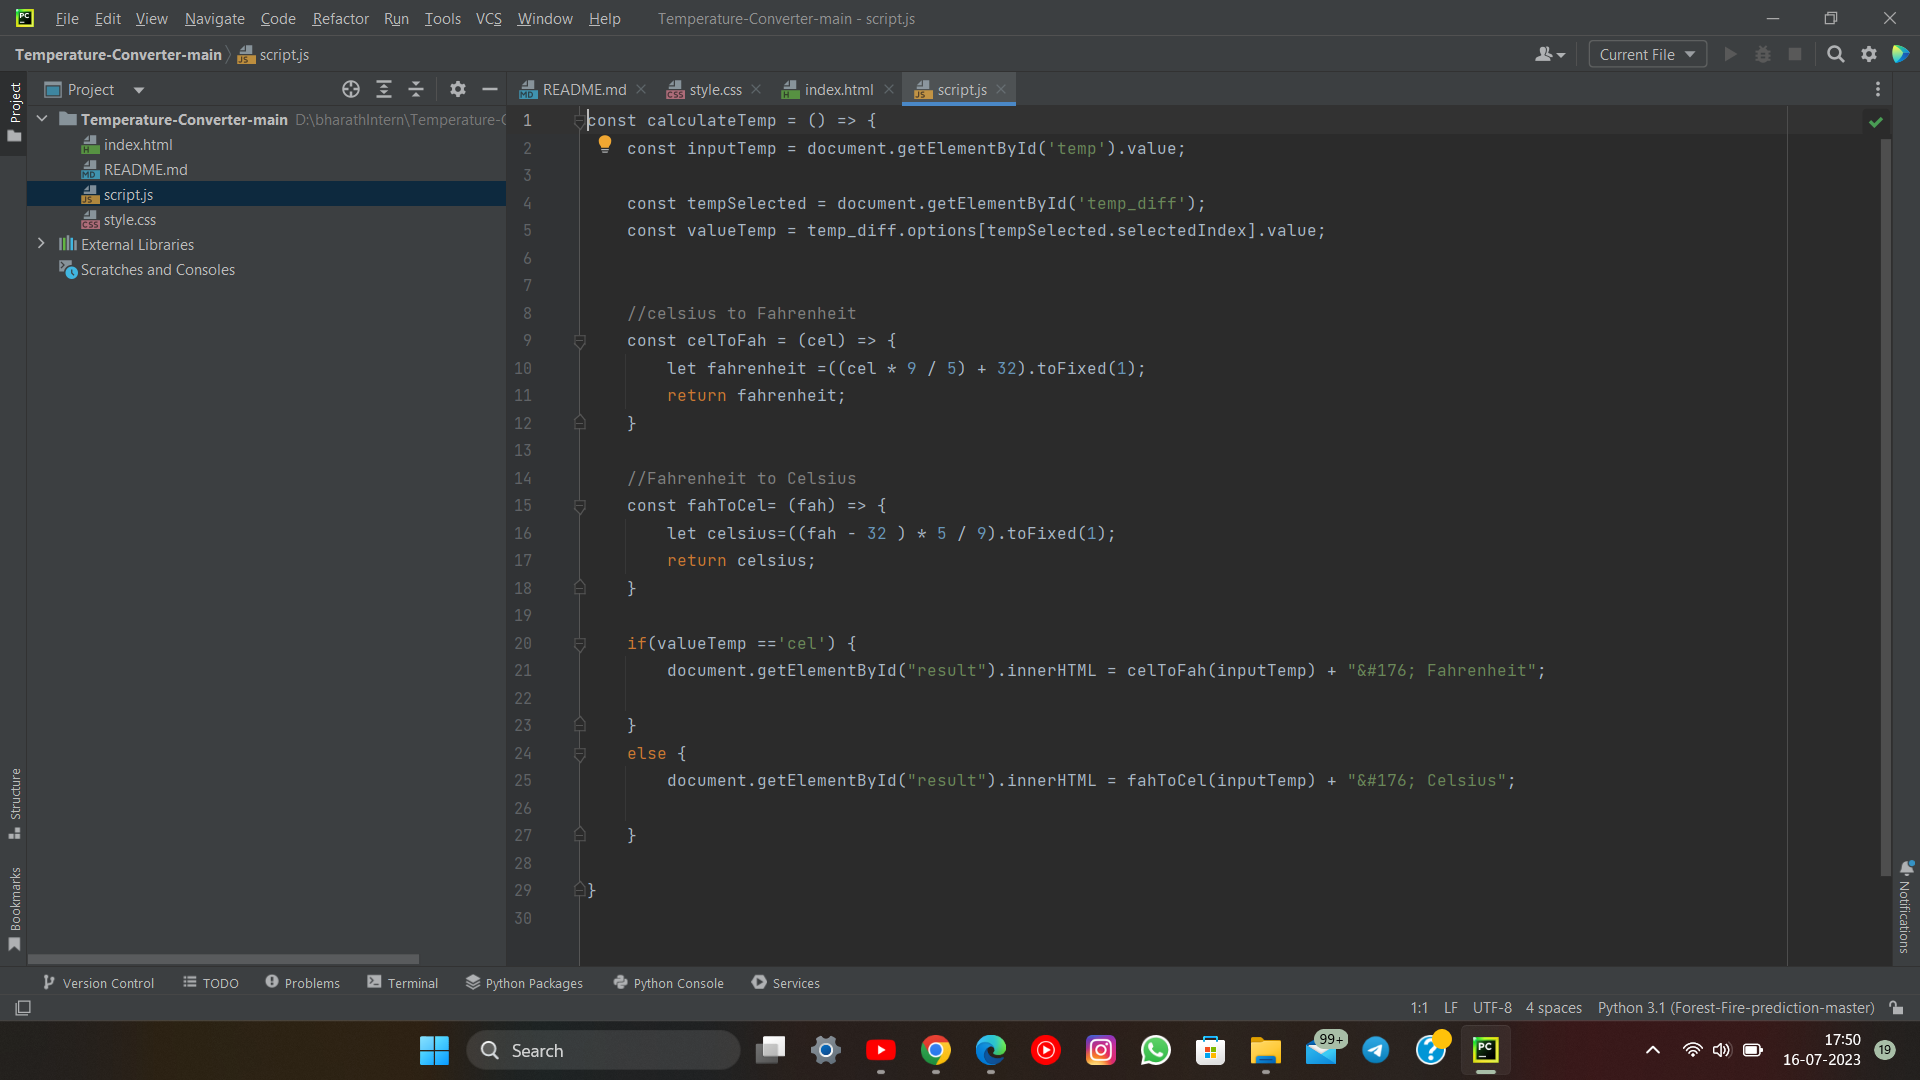 PC
File Edit View Navigate Code Refactor Run Tools VCS Window Help Temperature-Converter-main - script.js
Temperature-Converter-main script.js Current File
Project
Project
README.md style.css index.html script.js
Temperature-Converter-main D:\bharathIntern\Temperature-C
index.html
README.md
script.js
style.css
External Libraries
Scratches and Consoles
1 const calculateTemp = () => {
2 const inputTemp = document.getElementById('temp').value;
3
4 const tempSelected = document.getElementById('temp_diff');
5 const valueTemp = temp_diff.options[tempSelected.selectedIndex].value;
6
7
8 //celsius to Fahrenheit
9 const celToFah = (cel) => {
10 let fahrenheit =((cel * 9 / 5) + 32).toFixed(1);
11 return fahrenheit;
12 }
13
14 //Fahrenheit to Celsius
15 const fahToCel= (fah) => {
16 let celsius=((fah - 32 ) * 5 / 9).toFixed(1);
17 return celsius;
18 }
19
20 if(valueTemp =='cel') {
21 document.getElementById("result").innerHTML = celToFah(inputTemp) + "&#176; Fahrenheit";
22
23 }
24 else {
25 document.getElementById("result").innerHTML = fahToCel(inputTemp) + "&#176; Celsius";
26
27 }
28
29 }
30
Structure
Bookmarks
Notifications
Version Control TODO Problems Terminal Python Packages Python Console Services
1:1 LF UTF-8 4 spaces Python 3.1 (Forest-Fire-prediction-master)
Search 99+ PC 17:50
16-07-2023 19